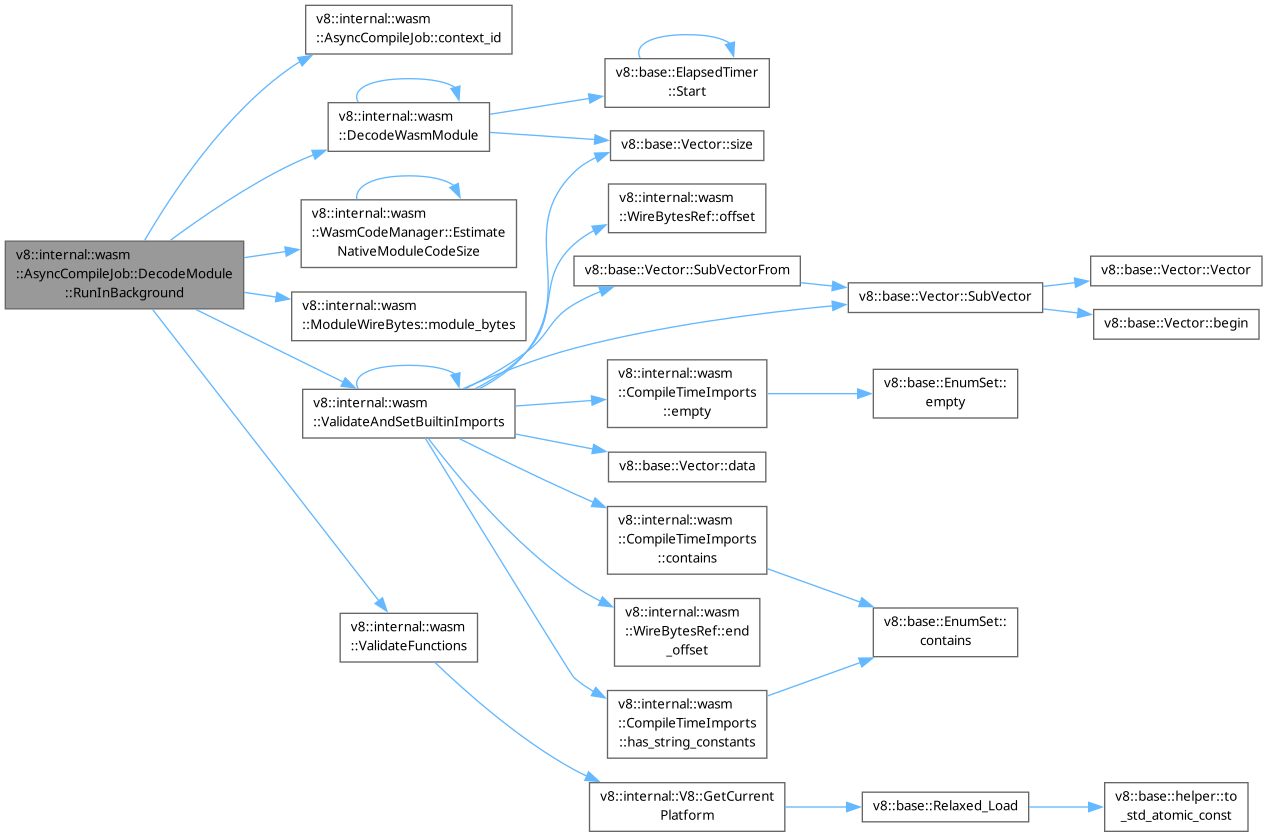 v8::internal::wasm
::AsyncCompileJob::DecodeModule
::RunInBackground
v8::internal::wasm
::AsyncCompileJob::context_id
v8::internal::wasm
::DecodeWasmModule
v8::internal::wasm
::WasmCodeManager::Estimate
NativeModuleCodeSize
v8::internal::wasm
::ModuleWireBytes::module_bytes
v8::internal::wasm
::ValidateAndSetBuiltinImports
v8::internal::wasm
::ValidateFunctions
v8::base::ElapsedTimer
::Start
v8::base::Vector::size
v8::internal::wasm
::WireBytesRef::offset
v8::base::Vector::SubVectorFrom
v8::internal::wasm
::CompileTimeImports
::empty
v8::base::Vector::data
v8::internal::wasm
::CompileTimeImports
::contains
v8::internal::wasm
::WireBytesRef::end
_offset
v8::internal::wasm
::CompileTimeImports
::has_string_constants
v8::internal::V8::GetCurrent
Platform
v8::base::Vector::SubVector
v8::base::EnumSet::
empty
v8::base::EnumSet::
contains
v8::base::Relaxed_Load
v8::base::Vector::Vector
v8::base::Vector::begin
v8::base::helper::to
_std_atomic_const